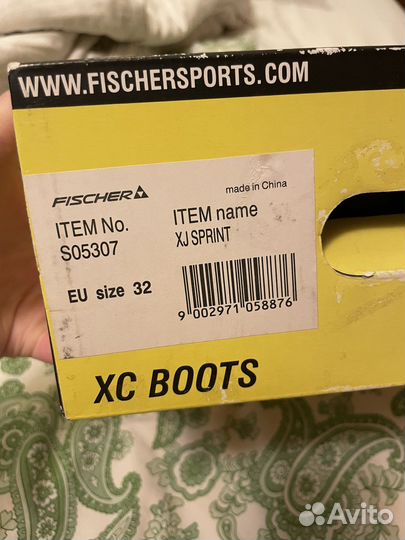 WWW.FISCHERSPORTS.COM
FISCHER
made in China
ITEM No.
ITEM name
S05307
XJ SPRINT
EU size 32
9 002971 058876
XC BOOTS
Avito